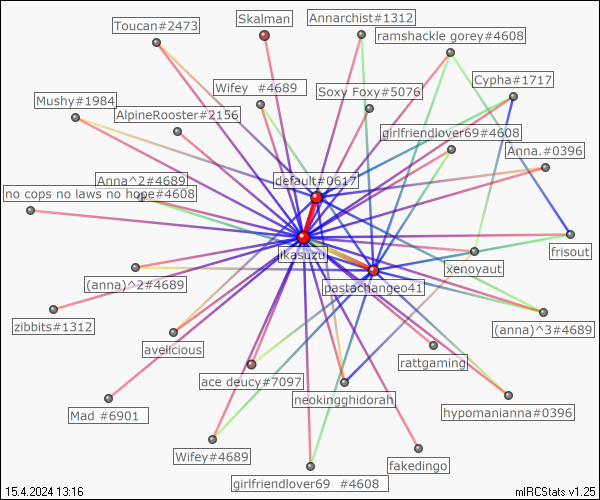 Skalman
Annarchist#1312
Toucan#2473
ramshackle gorey#4608
Cypha#1717
Wifey_#4689
Soxy Foxy#5076
Mushy#1984
AlpineRooster#2156
girlfriendlover69#4608
Anna.#0396
Anna^2#4689
default#0617
no cops no laws no hope#4608
ikasuzu
frisout
xenoyaut
(anna)^2#4689
pastachangeo41
zibbits#1312
(anna)^3#4689
avelicious
rattgaming
ace deucy#7097
neokingghidorah
Mad #6901
hypomanianna#0396
Wifey#4689
fakedingo
girlfriendlover69_#4608
15.4.2024 13:16
mIRCStats v1.25